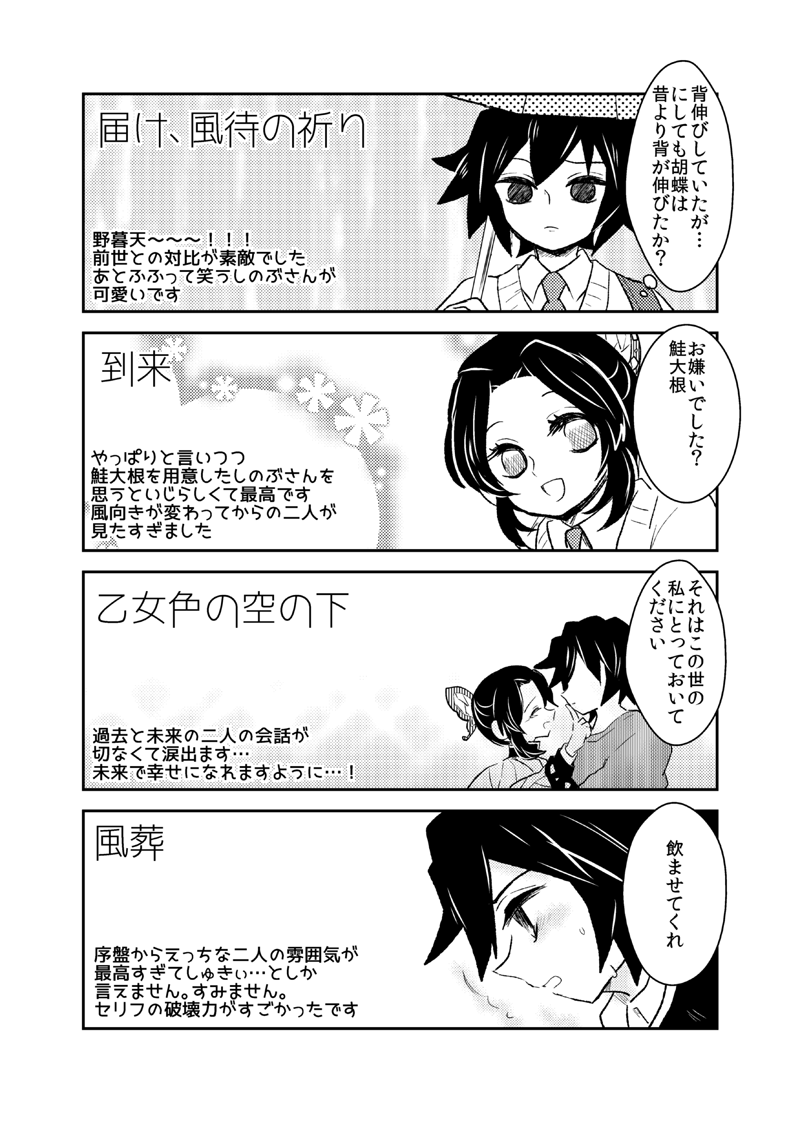 背伸びしていたが…
にしても胡蝶は
昔より背が伸びたか？
届け、風待の祈り
野暮天～～～！！！
前世との対比が素敵でした
あとふふって笑うしのぶさんが
可愛いです
お嫌いでした？
鮭大根
到来
やっぱりと言いつつ
鮭大根を用意したしのぶさんを
思うといじらしくて最高です
風向きが変わってからの二人が
見たすぎました
それはこの世の
私にとっておいて
ください
乙女色の空の下
過去と未来の二人の会話が
切なくて涙出ます…
未来で幸せになれますように…！
飲ませてくれ
風葬
序盤からえっちな二人の雰囲気が
最高すぎてしゅきぃ…としか
言えません。すみません。
セリフの破壊力がすごかったです